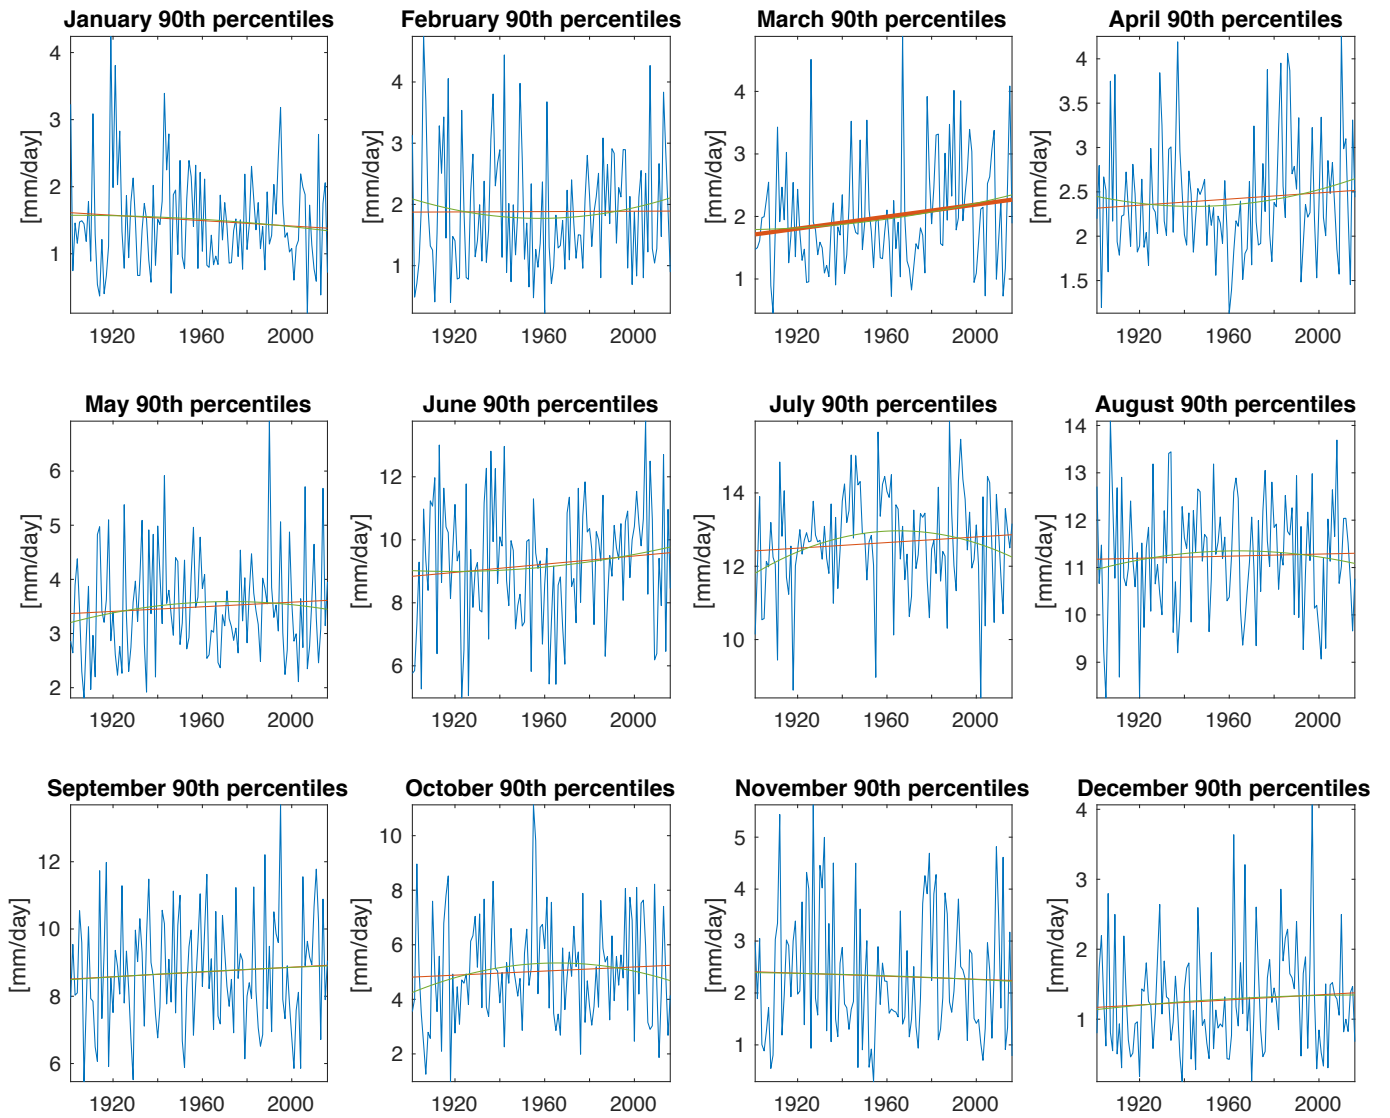 January 90th percentiles
[mm/day]
4
3
2
1
1920 1960 2000
February 90th percentiles
[mm/day]
4
3
2
1
1920 1960 2000
March 90th percentiles
[mm/day]
4
3
2
1
1920 1960 2000
April 90th percentiles
[mm/day]
4
3.5
3
2.5
2
1.5
1920 1960 2000
May 90th percentiles
[mm/day]
6
5
4
3
2
1920 1960 2000
June 90th percentiles
[mm/day]
12
10
8
6
1920 1960 2000
July 90th percentiles
[mm/day]
14
12
10
1920 1960 2000
August 90th percentiles
[mm/day]
14
13
12
11
10
9
1920 1960 2000
September 90th percentiles
[mm/day]
12
10
8
6
1920 1960 2000
October 90th percentiles
[mm/day]
10
8
6
4
2
1920 1960 2000
November 90th percentiles
[mm/day]
5
4
3
2
1
1920 1960 2000
December 90th percentiles
[mm/day]
4
3
2
1
1920 1960 2000